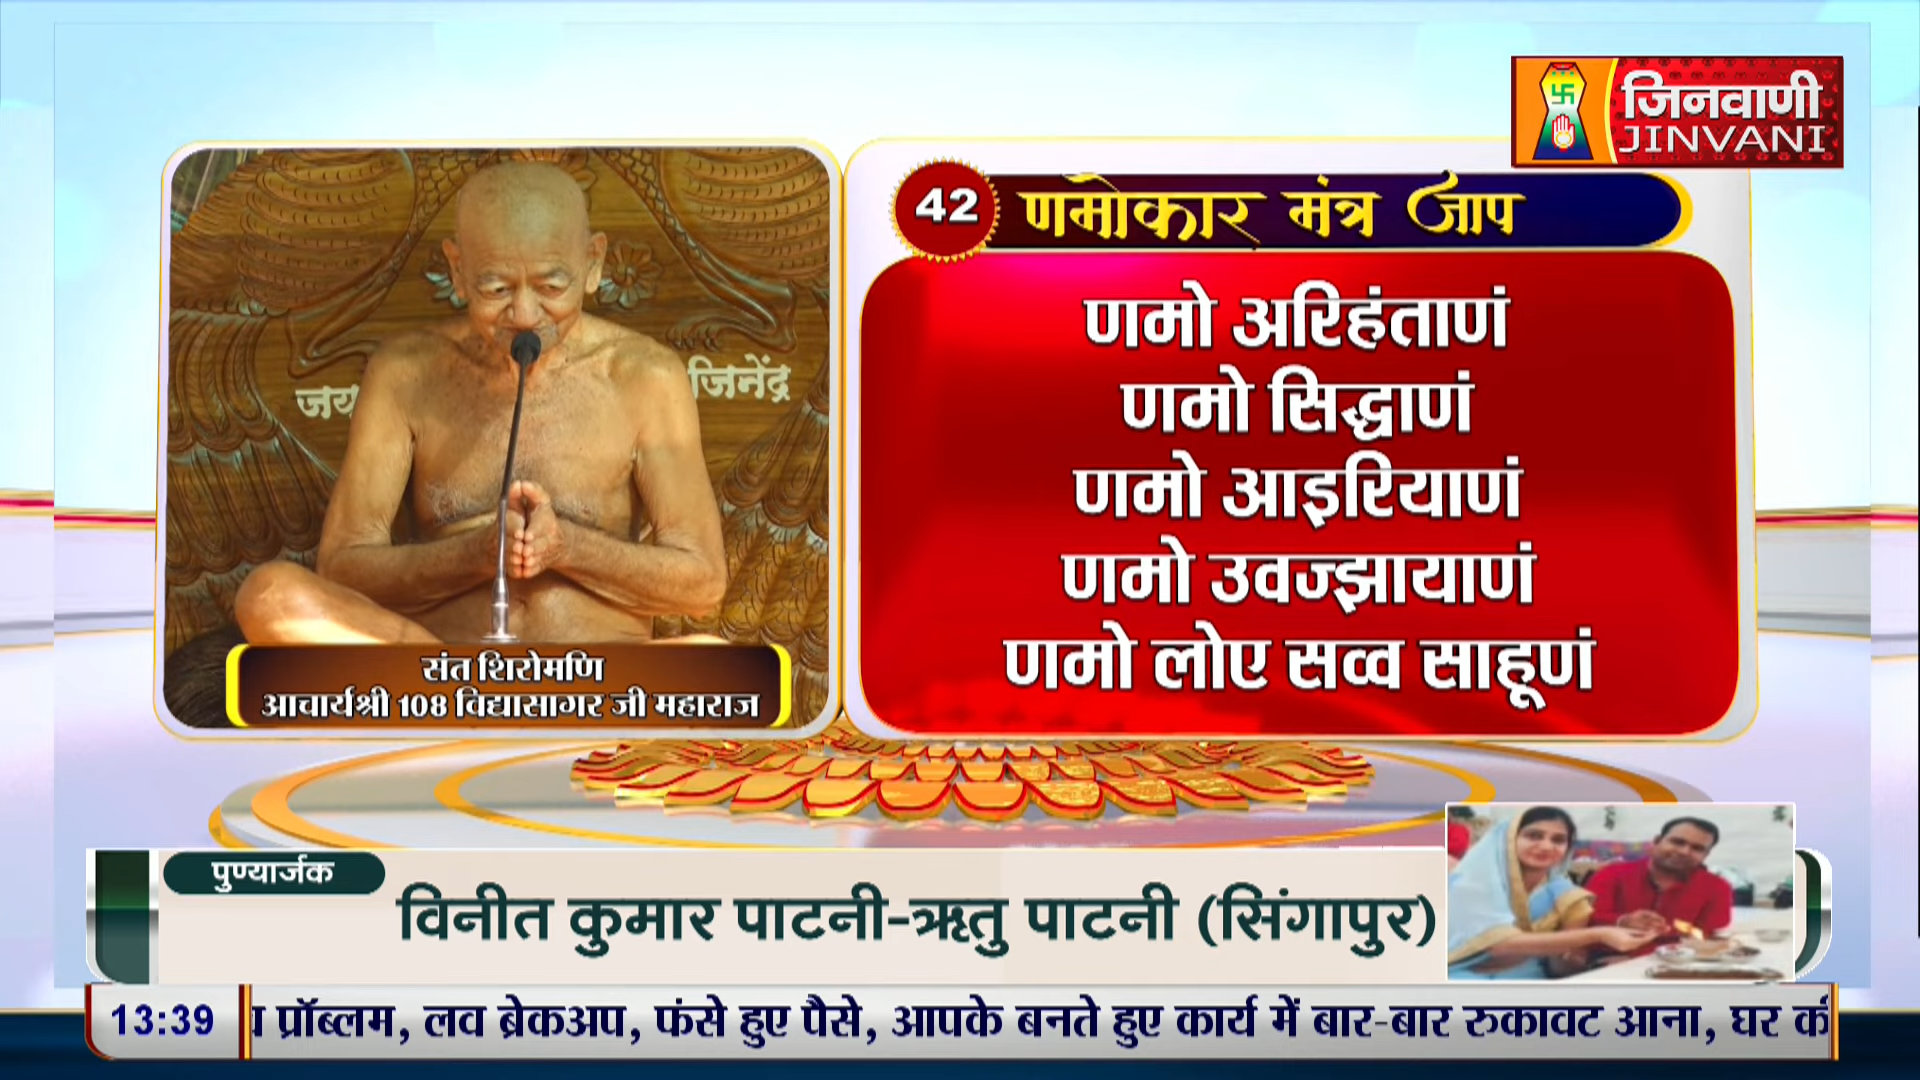 जिनवाणी
JINVANI
42
णमोकार मंत्र जाप
णमो अरिहंताणं
णमो सिद्धाणं
णमो आइरियाणं
णमो उवज्झायाणं
णमो लोए सव्व साहूणं
जय
जिनेंद्र
संत शिरोमणि
आचार्यश्री 108 विद्यासागर जी महाराज
पुण्यार्जक
विनीत कुमार पाटनी-ऋतु पाटनी (सिंगापुर)
13:39
प्रॉब्लम, लव ब्रेकअप, फंसे हुए पैसे, आपके बनते हुए कार्य में बार-बार रुकावट आना, घर